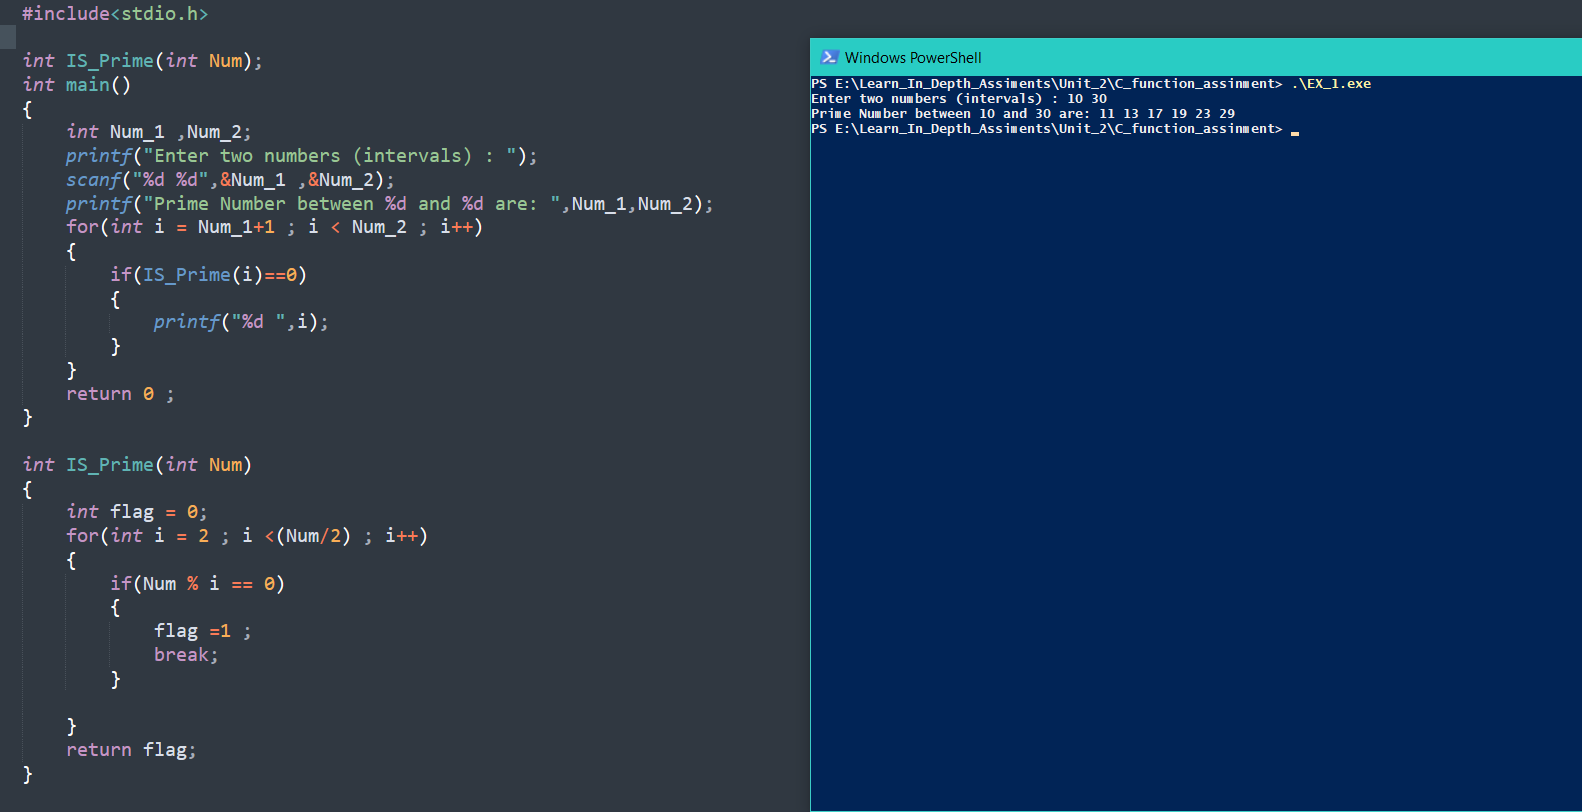 #include<stdio.h>
int IS_Prime(int Num);
int main()
{
int Num_1 ,Num_2;
printf("Enter two numbers (intervals) : ");
scanf("%d %d",&Num_1 ,&Num_2);
printf("Prime Number between %d and %d are: ",Num_1,Num_2);
for(int i = Num_1+1 ; i < Num_2 ; i++)
{
if(IS_Prime(i)==0)
{
printf("%d ",i);
}
}
return 0 ;
}
int IS_Prime(int Num)
{
int flag = 0;
for(int i = 2 ; i <(Num/2) ; i++)
{
if(Num % i == 0)
{
flag =1 ;
break;
}
}
return flag;
}
Windows PowerShell
PS E:\Learn_In_Depth_Assiments\Unit_2\C_function_assinment> .\EX_1.exe
Enter two numbers (intervals) : 10 30
Prime Number between 10 and 30 are: 11 13 17 19 23 29
PS E:\Learn_In_Depth_Assiments\Unit_2\C_function_assinment>